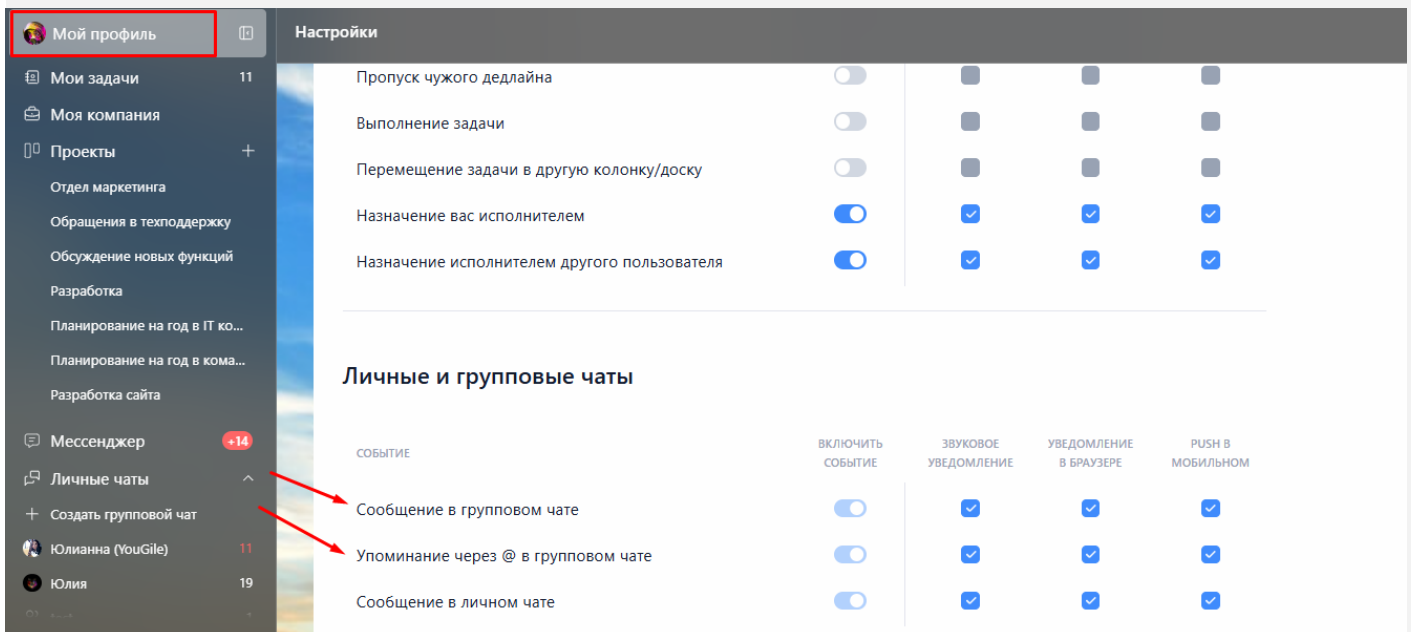 Мой профиль
Настройки
Мои задачи 11
Моя компания
Проекты
Отдел маркетинга
Обращения в техподдержку
Обсуждение новых функций
Разработка
Планирование на год в IT ко...
Планирование на год в кома...
Разработка сайта
Мессенджер +14
Личные чаты
Создать групповой чат
Юлианна (YouGile) 11
Юлия 19
Пропуск чужого дедлайна
Выполнение задачи
Перемещение задачи в другую колонку/доску
Назначение вас исполнителем
Назначение исполнителем другого пользователя
Личные и групповые чаты
СОБЫТИЕ
ВКЛЮЧИТЬ
СОБЫТИЕ
ЗВУКОВОЕ
УВЕДОМЛЕНИЕ
УВЕДОМЛЕНИЕ
В БРАУЗЕРЕ
PUSH В
МОБИЛЬНОМ
Сообщение в групповом чате
Упоминание через @ в групповом чате
Сообщение в личном чате